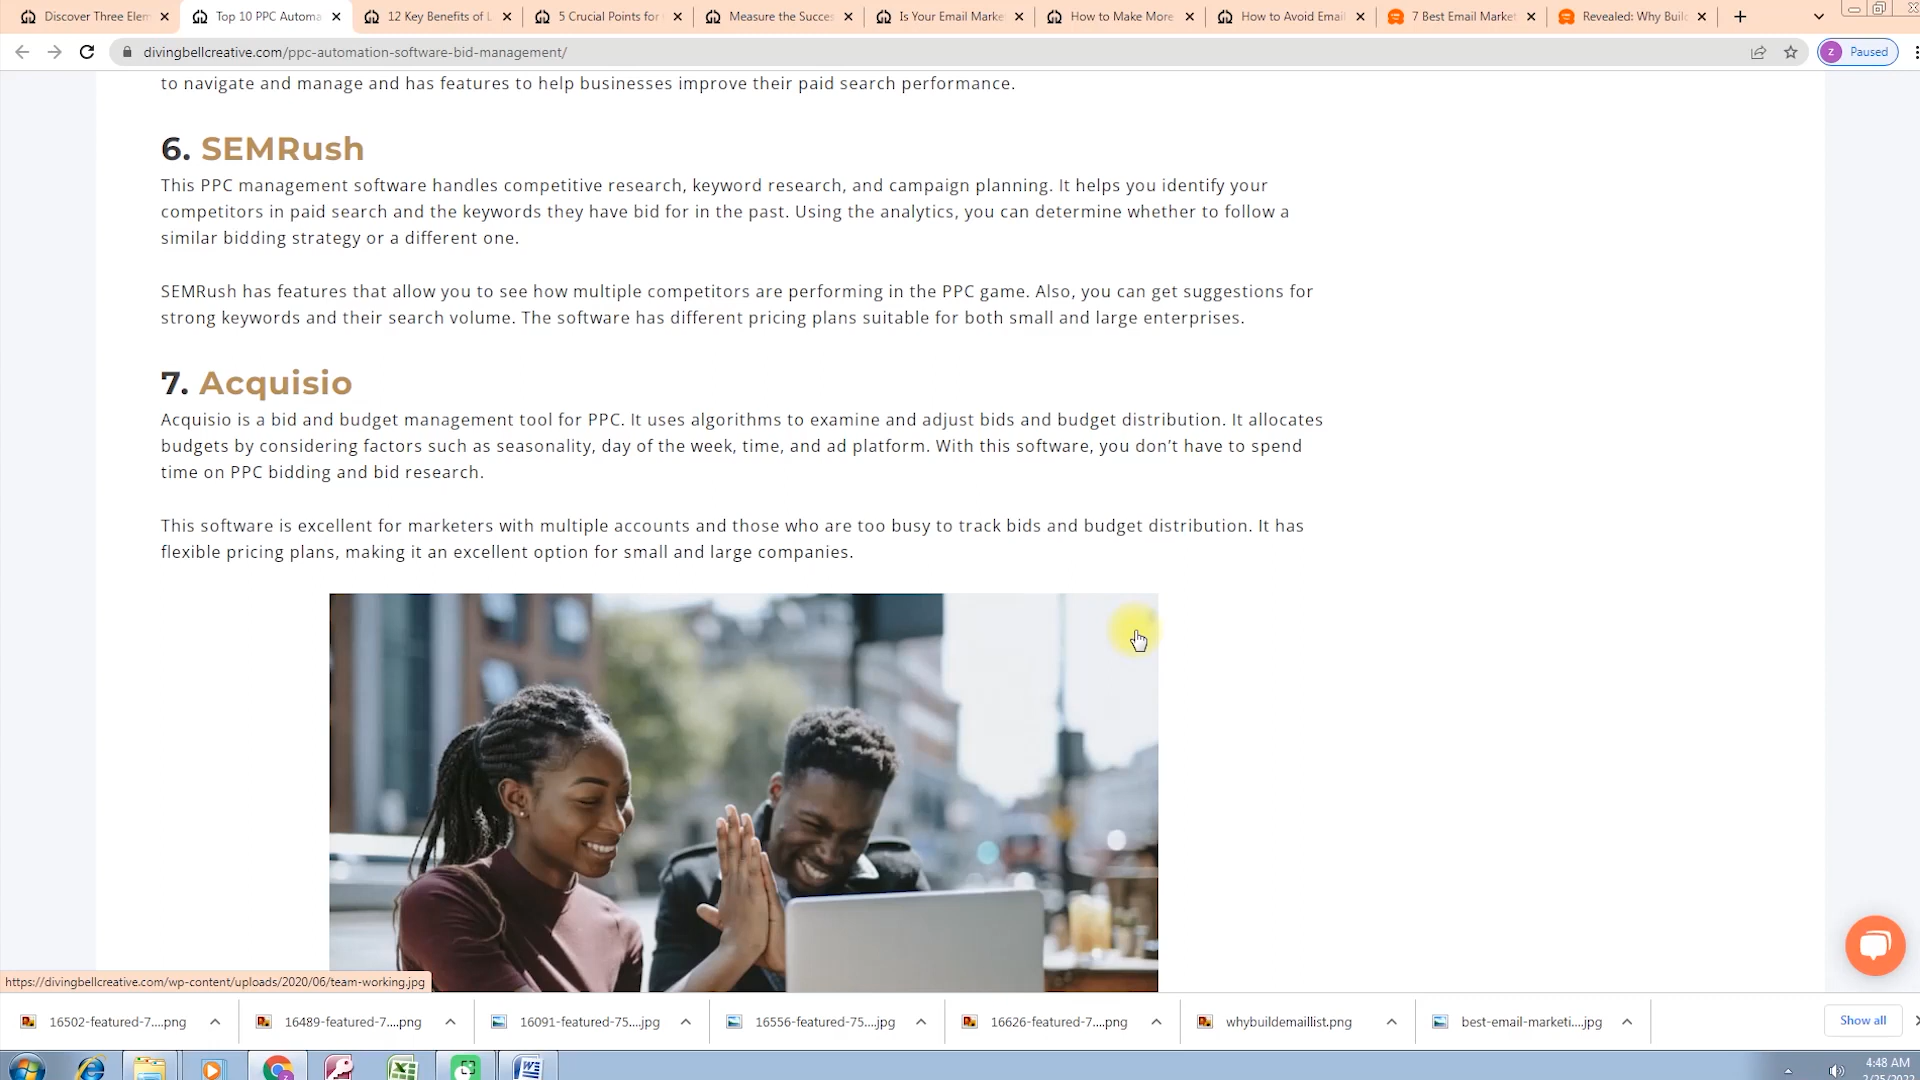 Discover Three Elem
Top 10 PPC Automa
12 Key Benefits of L
5 Crucial Points for
Measure the Succes
Is Your Email Marke
How to Make More
How to Avoid Email
7 Best Email Market
Revealed: Why Buil
divingbellcreative.com/ppc-automation-software-bid-management/
z Paused
to navigate and manage and has features to help businesses improve their paid search performance.
6. SEMRush
This PPC management software handles competitive research, keyword research, and campaign planning. It helps you identify your
competitors in paid search and the keywords they have bid for in the past. Using the analytics, you can determine whether to follow a
similar bidding strategy or a different one.
SEMRush has features that allow you to see how multiple competitors are performing in the PPC game. Also, you can get suggestions for
strong keywords and their search volume. The software has different pricing plans suitable for both small and large enterprises.
7. Acquisio
Acquisio is a bid and budget management tool for PPC. It uses algorithms to examine and adjust bids and budget distribution. It allocates
budgets by considering factors such as seasonality, day of the week, time, and ad platform. With this software, you don’t have to spend
time on PPC bidding and bid research.
This software is excellent for marketers with multiple accounts and those who are too busy to track bids and budget distribution. It has
flexible pricing plans, making it an excellent option for small and large companies.
https://divingbellcreative.com/wp-content/uploads/2020/06/team-working.jpg
16502-featured-7....png
16489-featured-7....png
16091-featured-75....jpg
16556-featured-75....jpg
16626-featured-7....png
whybuildemaillist.png
best-email-marketi....jpg
Show all
4:48 AM